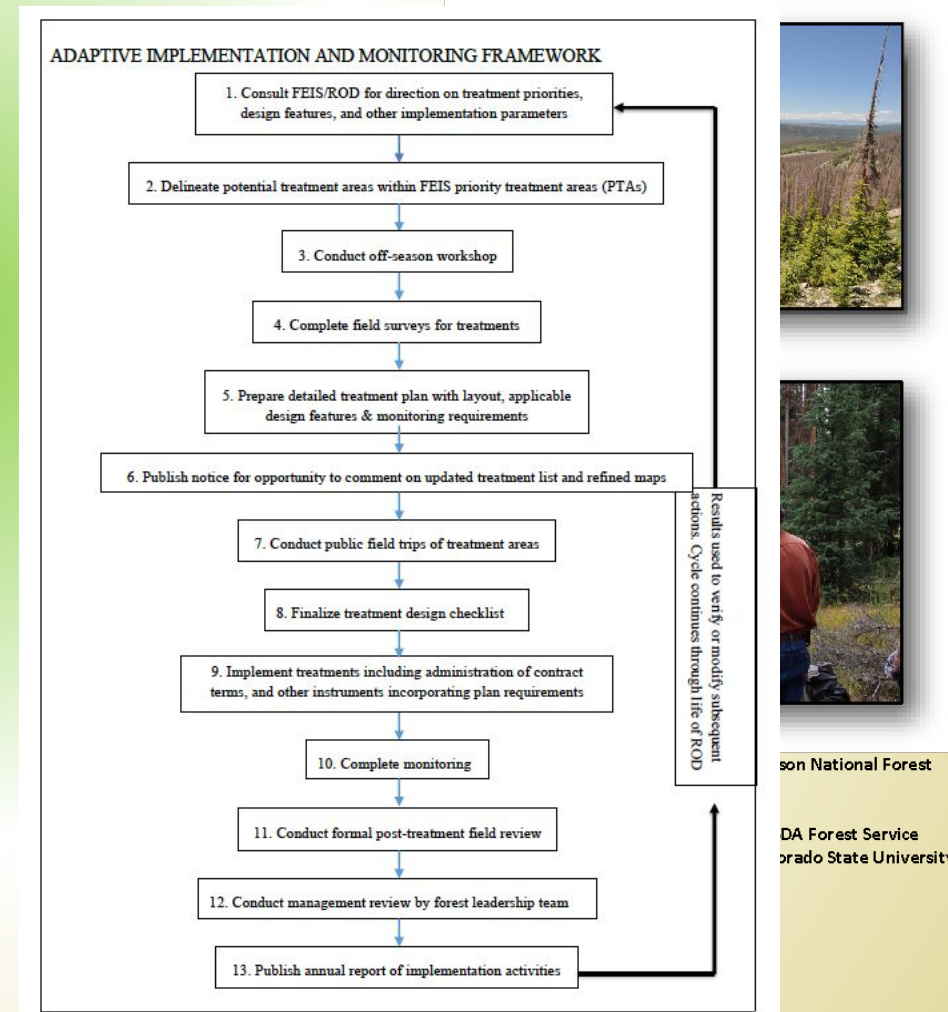 ADAPTIVE IMPLEMENTATION AND MONITORING FRAMEWORK
1. Consult FEIS/ROD for direction on treatment priorities,
design features, and other implementation parameters
2. Delineate potential treatment areas within FEIS priority treatment areas (PTAs)
3. Conduct off-season workshop
4. Complete field surveys for treatments
5. Prepare detailed treatment plan with layout, applicable
design features & monitoring requirements
6. Publish notice for opportunity to comment on updated treatment list and refined maps
7. Conduct public field trips of treatment areas
8. Finalize treatment design checklist
9. Implement treatments including administration of contract
terms, and other instruments incorporating plan requirements
10. Complete monitoring
11. Conduct formal post-treatment field review
12. Conduct management review by forest leadership team
13. Publish annual report of implementation activities
Results used to verify or modify subsequent
actions. Cycle continues through life of ROD
son National Forest
DA Forest Service
orado State University